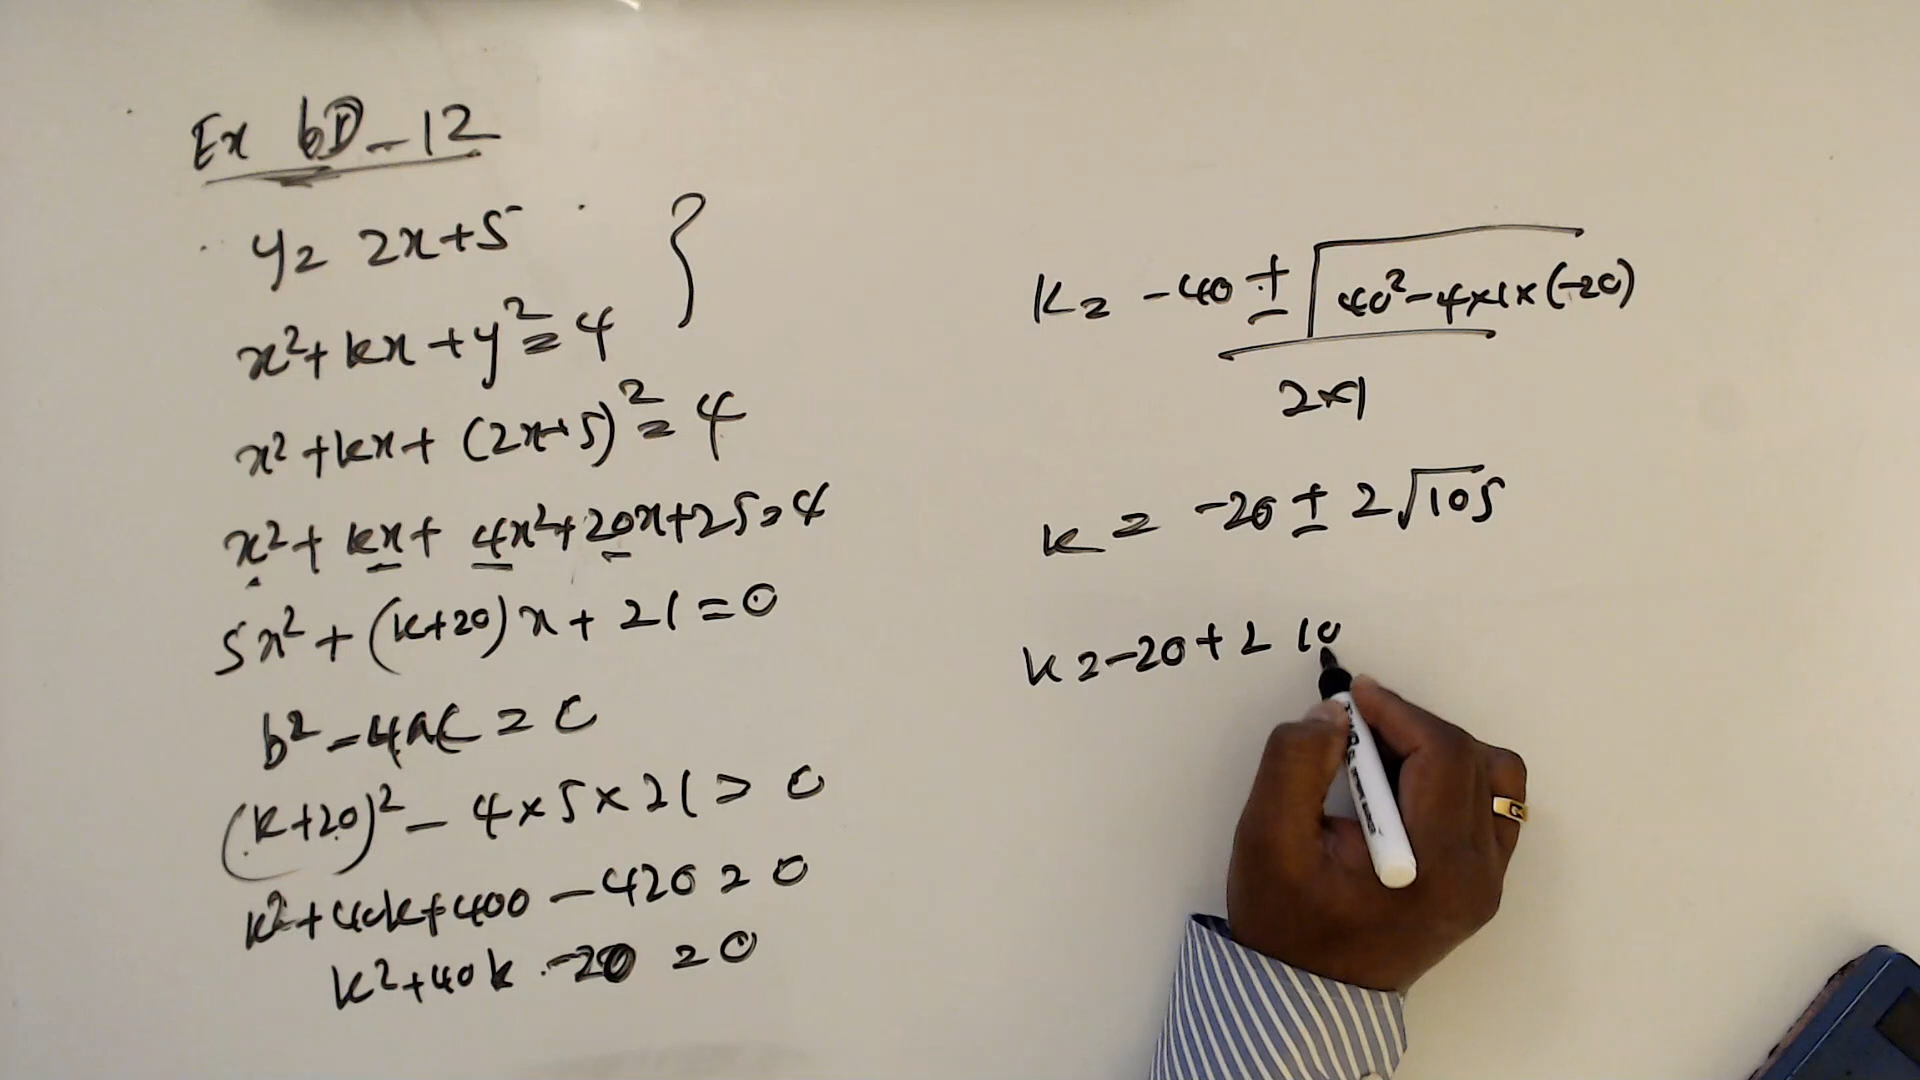 Ex 6D - 12
y = 2x+5
x²+kx+y² = 4
x²+kx+(2x+5)² = 4
x²+kx+4x²+20x+25=4
5x²+(k+20)x+21=0
b²-4ac = 0
(k+20)²-4×5×21 = 0
k²+40k+400-420 = 0
k²+40k-20 = 0
k = -40 ± √40²-4×1×(-20)
2×1
k = -20 ± 2√105
k = -20+2 10